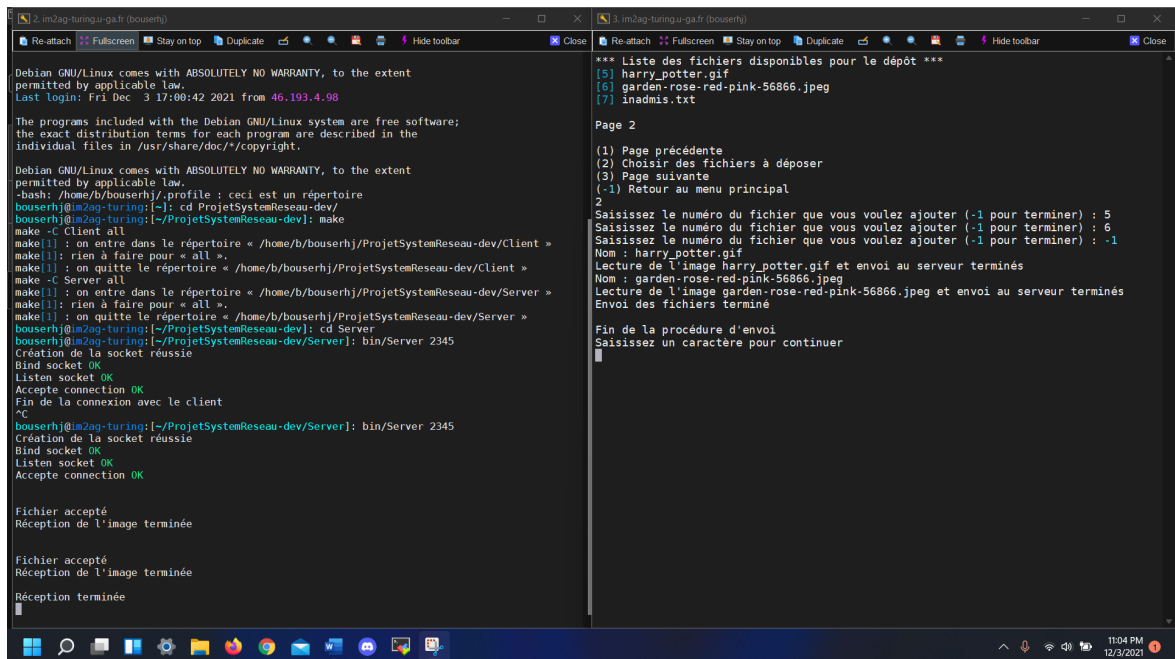 2. im2ag-turing.u-ga.fr (bouserhj)
Re-attach Fullscreen Stay on top Duplicate Hide toolbar Close
Debian GNU/Linux comes with ABSOLUTELY NO WARRANTY, to the extent
permitted by applicable law.
Last login: Fri Dec  3 17:00:42 2021 from 46.193.4.98
The programs included with the Debian GNU/Linux system are free software;
the exact distribution terms for each program are described in the
individual files in /usr/share/doc/*/copyright.
Debian GNU/Linux comes with ABSOLUTELY NO WARRANTY, to the extent
permitted by applicable law.
-bash: /home/b/bouserhj/.profile : ceci est un répertoire
bouserhj@im2ag-turing:[~]: cd ProjetSystemReseau-dev/
bouserhj@im2ag-turing:[~/ProjetSystemReseau-dev]: make
make -C Client all
make[1] : on entre dans le répertoire « /home/b/bouserhj/ProjetSystemReseau-dev/Client »
make[1]: rien à faire pour « all ».
make[1] : on quitte le répertoire « /home/b/bouserhj/ProjetSystemReseau-dev/Client »
make -C Server all
make[1] : on entre dans le répertoire « /home/b/bouserhj/ProjetSystemReseau-dev/Server »
make[1]: rien à faire pour « all ».
make[1] : on quitte le répertoire « /home/b/bouserhj/ProjetSystemReseau-dev/Server »
bouserhj@im2ag-turing:[~/ProjetSystemReseau-dev]: cd Server
bouserhj@im2ag-turing:[~/ProjetSystemReseau-dev/Server]: bin/Server 2345
Création de la socket réussie
Bind socket OK
Listen socket OK
Accepte connection OK
Fin de la connexion avec le client
^C
bouserhj@im2ag-turing:[~/ProjetSystemReseau-dev/Server]: bin/Server 2345
Création de la socket réussie
Bind socket OK
Listen socket OK
Accepte connection OK
Fichier accepté
Réception de l'image terminée
Fichier accepté
Réception de l'image terminée
Réception terminée
3. im2ag-turing.u-ga.fr (bouserhj)
Re-attach Fullscreen Stay on top Duplicate Hide toolbar Close
*** Liste des fichiers disponibles pour le dépôt ***
[5] harry_potter.gif
[6] garden-rose-red-pink-56866.jpeg
[7] inadmis.txt
Page 2
(1) Page précédente
(2) Choisir des fichiers à déposer
(3) Page suivante
(-1) Retour au menu principal
2
Saisissez le numéro du fichier que vous voulez ajouter (-1 pour terminer) : 5
Saisissez le numéro du fichier que vous voulez ajouter (-1 pour terminer) : 6
Saisissez le numéro du fichier que vous voulez ajouter (-1 pour terminer) : -1
Nom : harry_potter.gif
Lecture de l'image harry_potter.gif et envoi au serveur terminés
Nom : garden-rose-red-pink-56866.jpeg
Lecture de l'image garden-rose-red-pink-56866.jpeg et envoi au serveur terminés
Envoi des fichiers terminé
Fin de la procédure d'envoi
Saisissez un caractère pour continuer
11:04 PM
12/3/2021
1